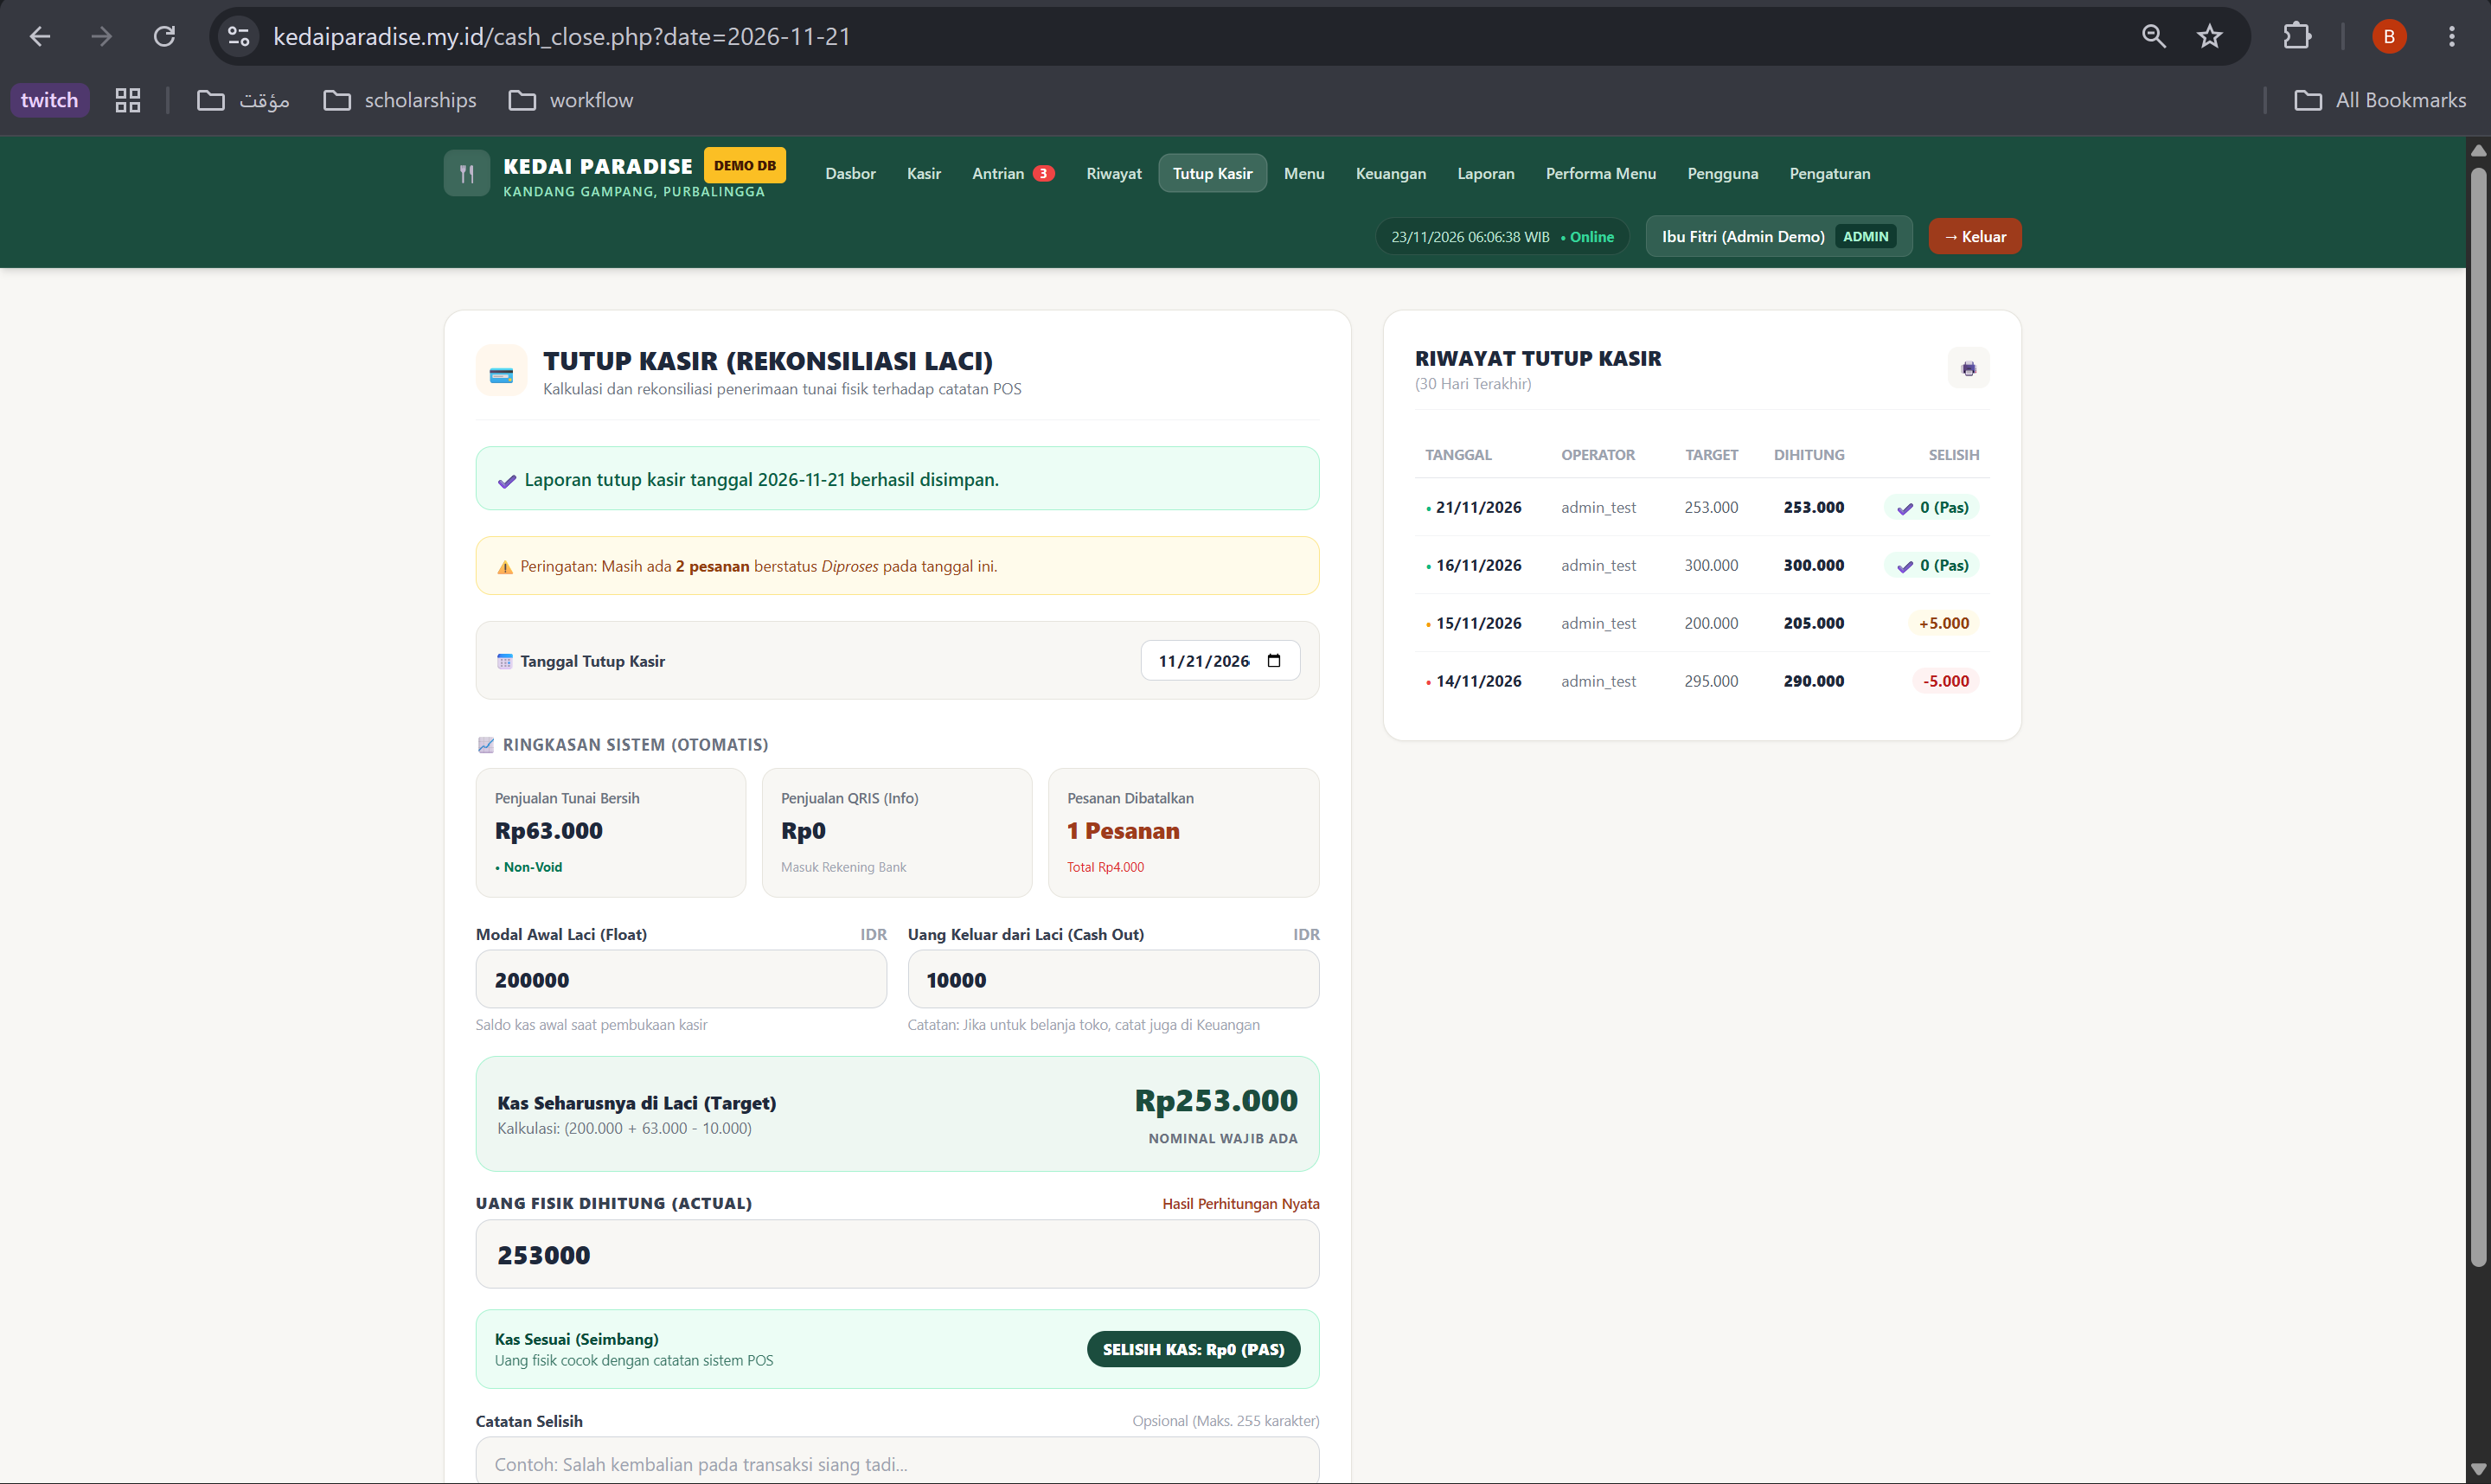 kedaiparadise.my.id/cash_close.php?date=2026-11-21
B
twitch
مؤقت
scholarships
workflow
All Bookmarks
KEDAI PARADISE
DEMO DB
KANDANG GAMPANG, PURBALINGGA
Dasbor
Kasir
Antrian 3
Riwayat
Tutup Kasir
Menu
Keuangan
Laporan
Performa Menu
Pengguna
Pengaturan
23/11/2026 06:06:38 WIB • Online
Ibu Fitri (Admin Demo) ADMIN
→ Keluar
TUTUP KASIR (REKONSILIASI LACI)
Kalkulasi dan rekonsiliasi penerimaan tunai fisik terhadap catatan POS
✔ Laporan tutup kasir tanggal 2026-11-21 berhasil disimpan.
⚠ Peringatan: Masih ada 2 pesanan berstatus Diproses pada tanggal ini.
Tanggal Tutup Kasir
11/21/2026
RINGKASAN SISTEM (OTOMATIS)
Penjualan Tunai Bersih
Rp63.000
• Non-Void
Penjualan QRIS (Info)
Rp0
Masuk Rekening Bank
Pesanan Dibatalkan
1 Pesanan
Total Rp4.000
Modal Awal Laci (Float) IDR
200000
Saldo kas awal saat pembukaan kasir
Uang Keluar dari Laci (Cash Out) IDR
10000
Catatan: Jika untuk belanja toko, catat juga di Keuangan
Kas Seharusnya di Laci (Target)
Kalkulasi: (200.000 + 63.000 - 10.000)
Rp253.000
NOMINAL WAJIB ADA
UANG FISIK DIHITUNG (ACTUAL)
Hasil Perhitungan Nyata
253000
Kas Sesuai (Seimbang)
Uang fisik cocok dengan catatan sistem POS
SELISIH KAS: Rp0 (PAS)
Catatan Selisih
Opsional (Maks. 255 karakter)
Contoh: Salah kembalian pada transaksi siang tadi...
RIWAYAT TUTUP KASIR
(30 Hari Terakhir)
TANGGAL OPERATOR TARGET DIHITUNG SELISIH
• 21/11/2026 admin_test 253.000 253.000 ✔ 0 (Pas)
• 16/11/2026 admin_test 300.000 300.000 ✔ 0 (Pas)
• 15/11/2026 admin_test 200.000 205.000 +5.000
• 14/11/2026 admin_test 295.000 290.000 -5.000